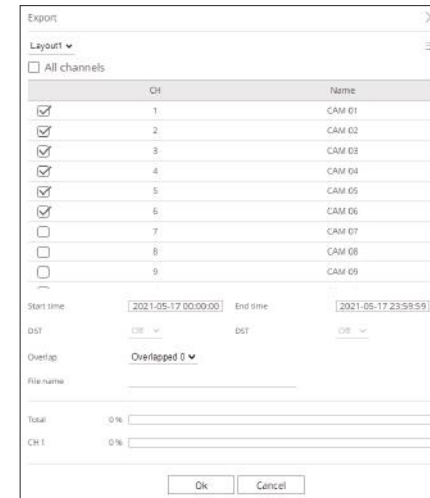 Export
Layout1
All channels
CH Name
1 CAM 01
2 CAM 02
3 CAM 03
4 CAM 04
5 CAM 05
6 CAM 06
7 CAM 07
8 CAM 08
9 CAM 09
Start time 2021-05-17 00:00:00 End time 2021-05-17 23:59:59
DST Off DST Off
Overlap Overlapped 0
File name
Total 0 %
CH 1 0 %
Ok Cancel